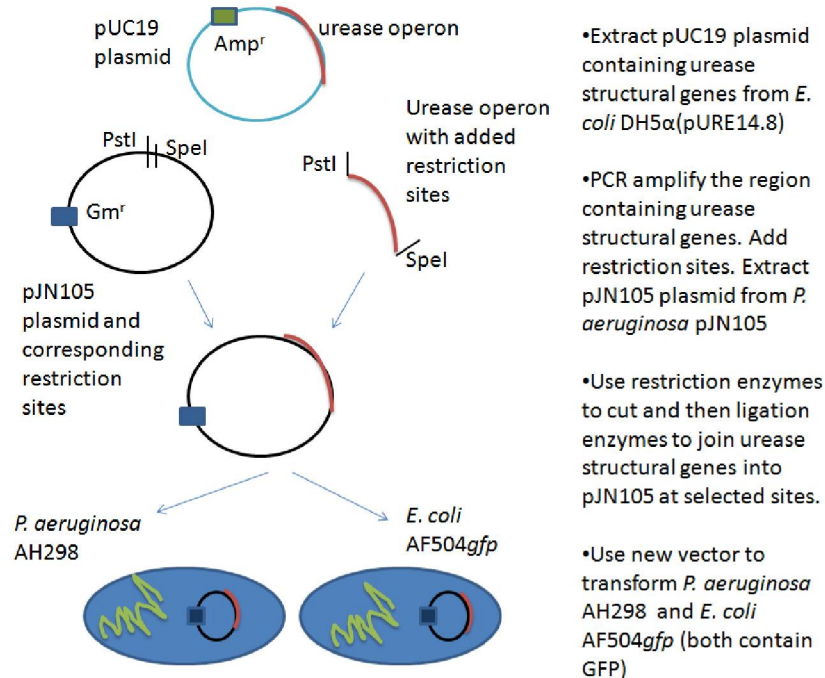 pUC19
plasmid
Ampʳ
urease operon
PstI
SpeI
Gmʳ
Urease operon
with added
restriction
sites
PstI
SpeI
pJN105
plasmid and
corresponding
restriction
sites
P. aeruginosa
AH298
E. coli
AF504gfp
•Extract pUC19 plasmid
containing urease
structural genes from E.
coli DH5α(pURE14.8)
•PCR amplify the region
containing urease
structural genes. Add
restriction sites. Extract
pJN105 plasmid from P.
aeruginosa pJN105
•Use restriction enzymes
to cut and then ligation
enzymes to join urease
structural genes into
pJN105 at selected sites.
•Use new vector to
transform P. aeruginosa
AH298 and E. coli
AF504gfp (both contain
GFP)